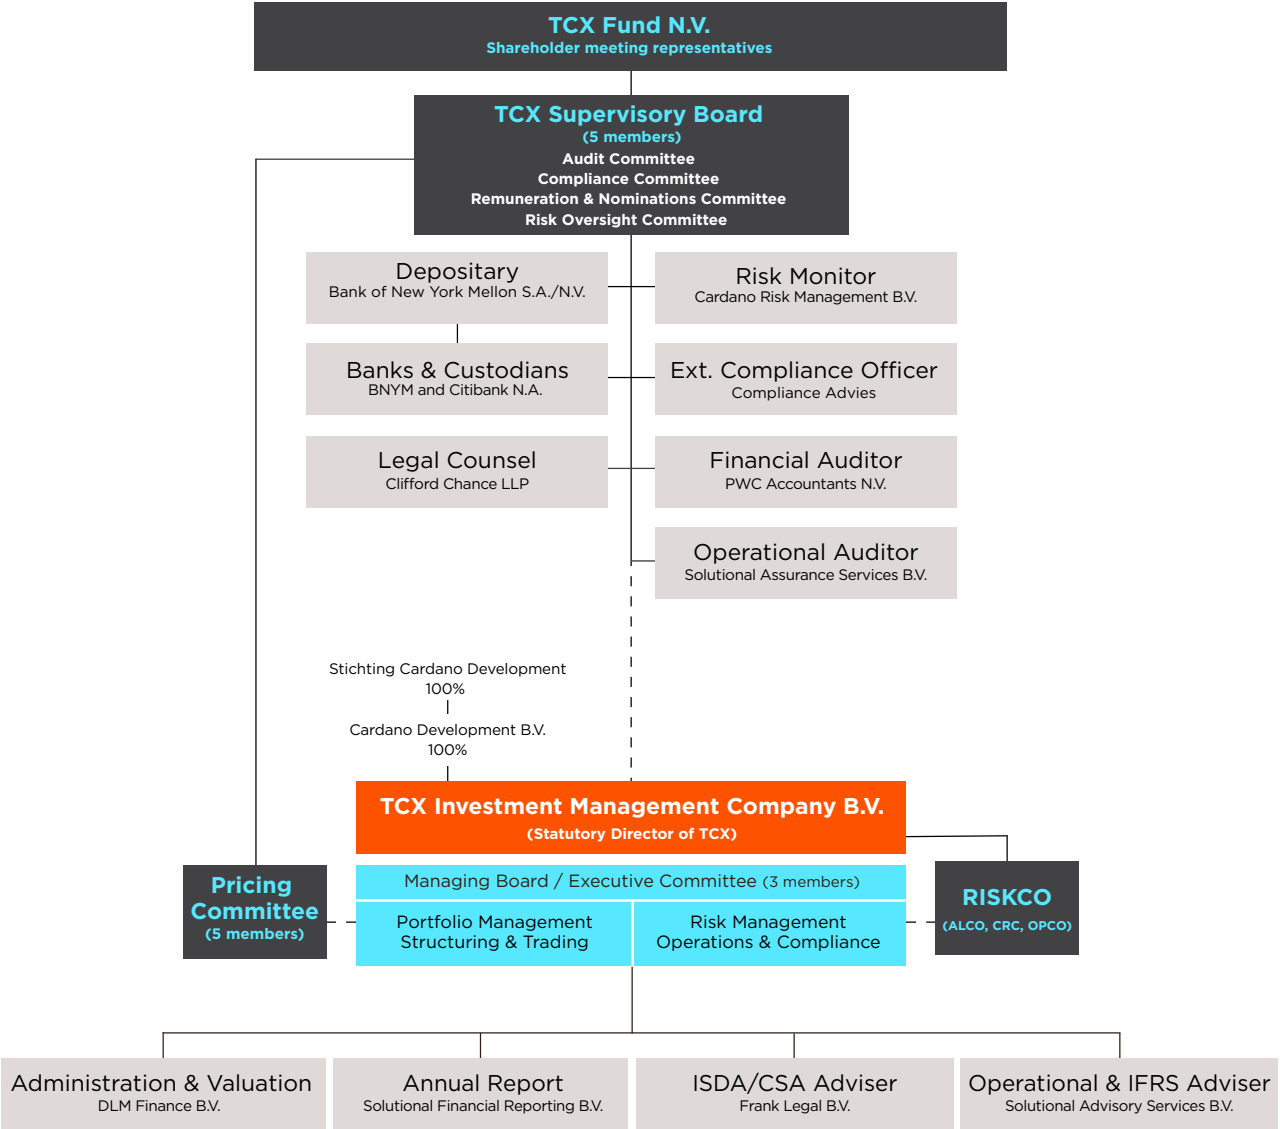 TCX Fund N.V.
Shareholder meeting representatives
TCX Supervisory Board
(5 members)
Audit Committee
Compliance Committee
Remuneration & Nominations Committee
Risk Oversight Committee
Depositary
Bank of New York Mellon S.A./N.V.
Risk Monitor
Cardano Risk Management B.V.
Banks & Custodians
BNYM and Citibank N.A.
Ext. Compliance Officer
Compliance Advies
Legal Counsel
Clifford Chance LLP
Financial Auditor
PWC Accountants N.V.
Operational Auditor
Solutional Assurance Services B.V.
Stichting Cardano Development
100%
Cardano Development B.V.
100%
TCX Investment Management Company B.V.
(Statutory Director of TCX)
Pricing
Committee
(5 members)
Managing Board / Executive Committee (3 members)
Portfolio Management
Structuring & Trading
Risk Management
Operations & Compliance
RISKCO
(ALCO, CRC, OPCO)
Administration & Valuation
DLM Finance B.V.
Annual Report
Solutional Financial Reporting B.V.
ISDA/CSA Adviser
Frank Legal B.V.
Operational & IFRS Adviser
Solutional Advisory Services B.V.